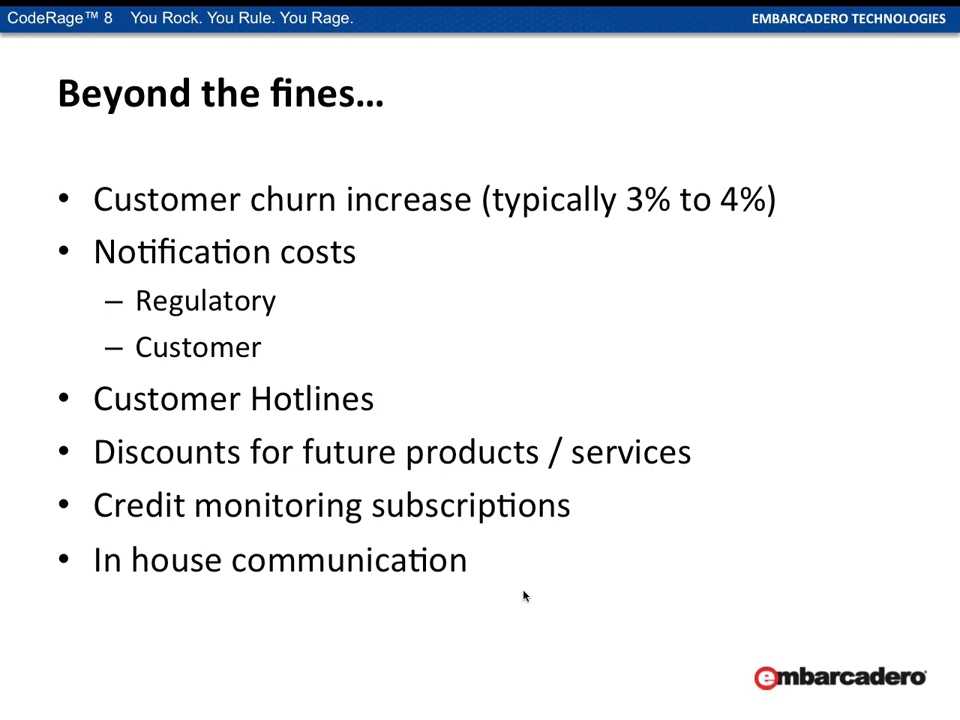 CodeRage™ 8 You Rock. You Rule. You Rage. EMBARCADERO TECHNOLOGIES
Beyond the fines...
• Customer churn increase (typically 3% to 4%)
• Notification costs
– Regulatory
– Customer
• Customer Hotlines
• Discounts for future products / services
• Credit monitoring subscriptions
• In house communication
embarcadero